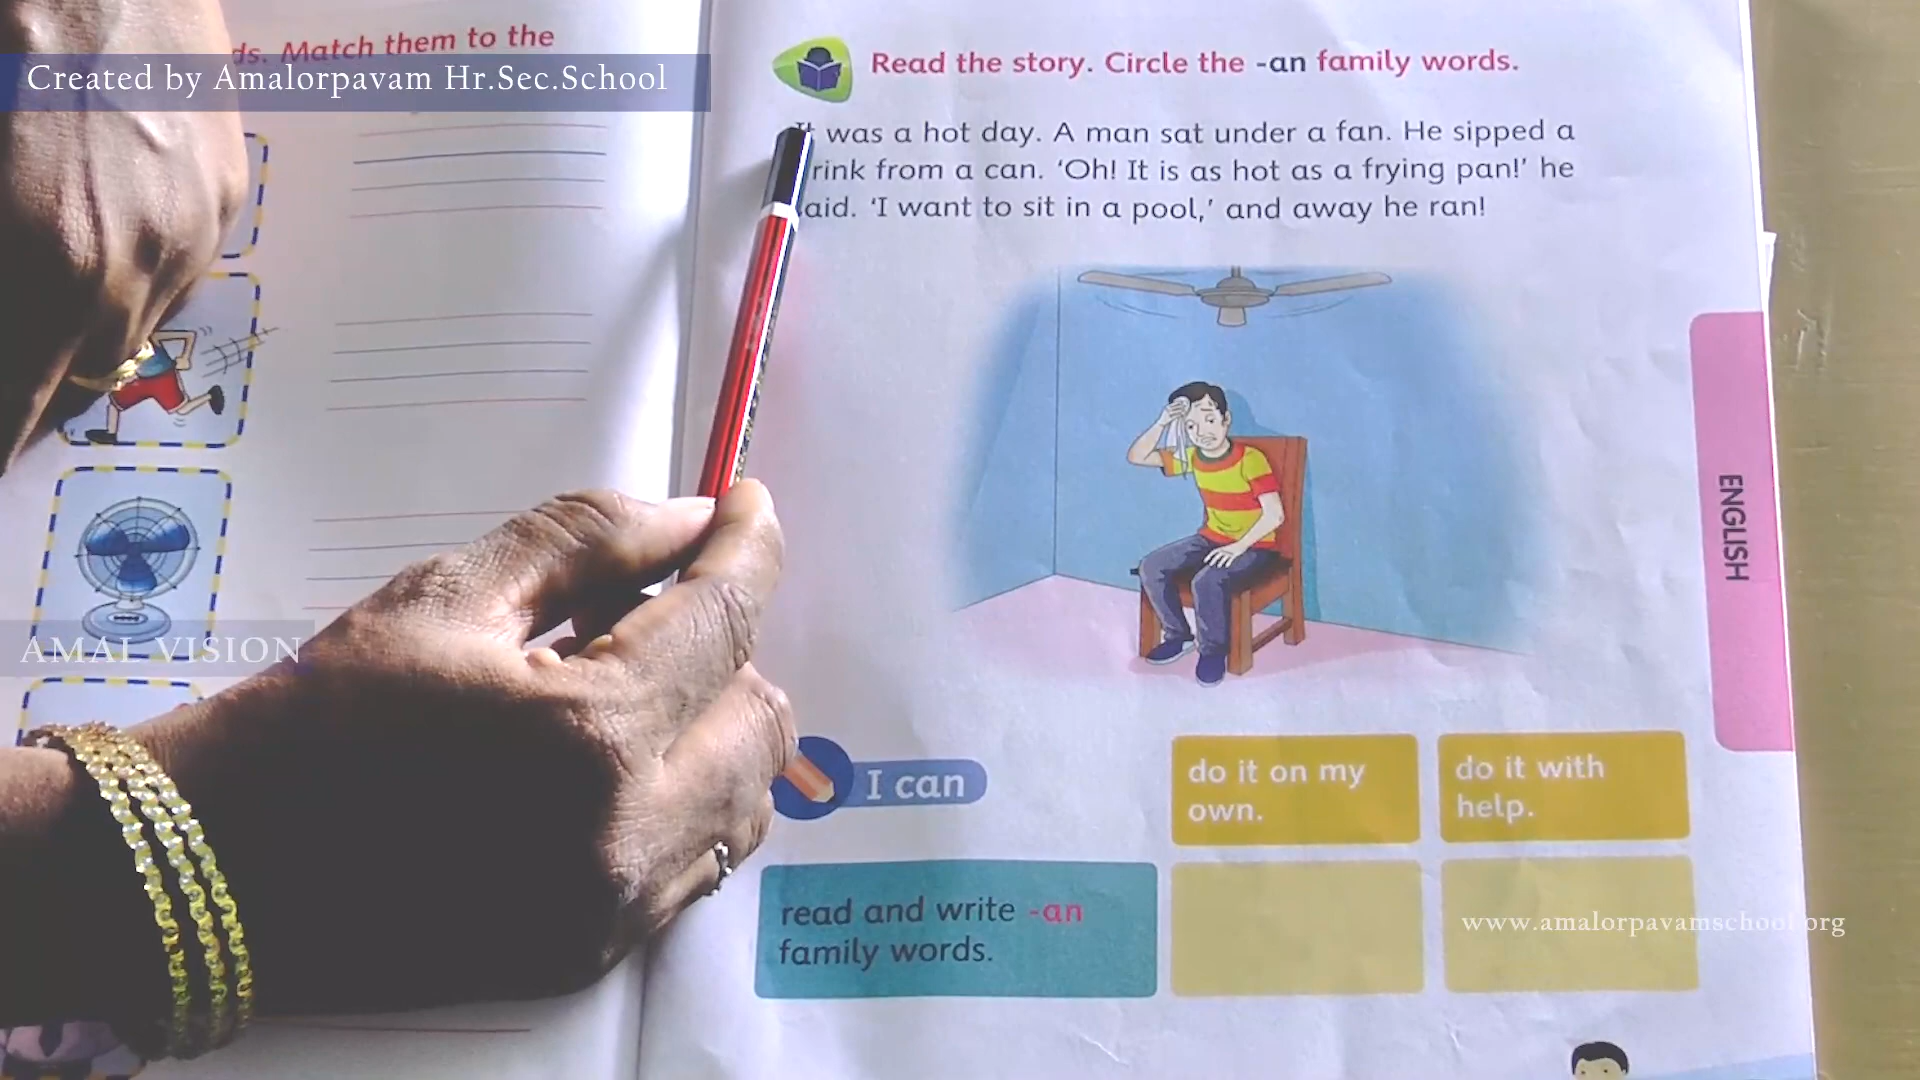 Match them to the
Created by Amalorpavam Hr.Sec.School
Read the story. Circle the -an family words.
It was a hot day. A man sat under a fan. He sipped a
from a can. ‘Oh! It is as hot as a frying pan!’ he
‘I want to sit in a pool,’ and away he ran!
ENGLISH
AMAL VISION
I can
do it on my
own.
do it with
help.
read and write -an
family words.
www.amalorpavamschool.org